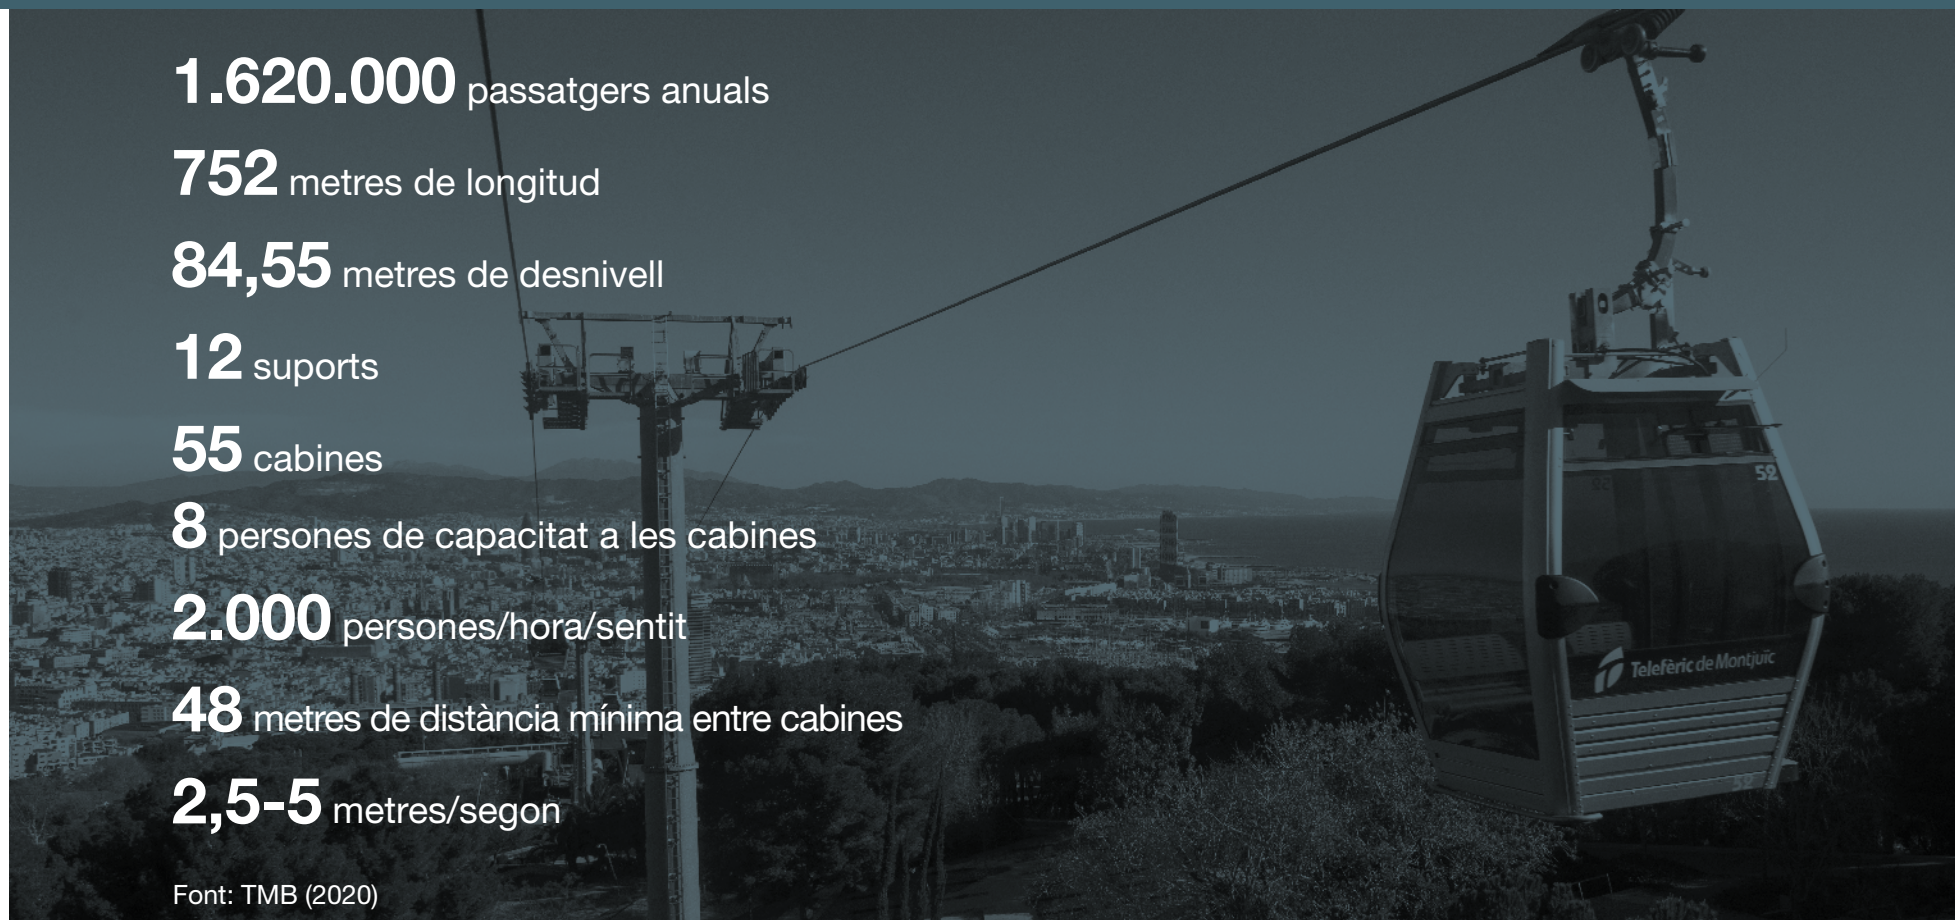 1.620.000 passatgers anuals
752 metres de longitud
84,55 metres de desnivell
12 suports
55 cabines
8 persones de capacitat a les cabines
2.000 persones/hora/sentit
48 metres de distància mínima entre cabines
2,5-5 metres/segon
Font: TMB (2020)
52
Telefèric de Montjuïc